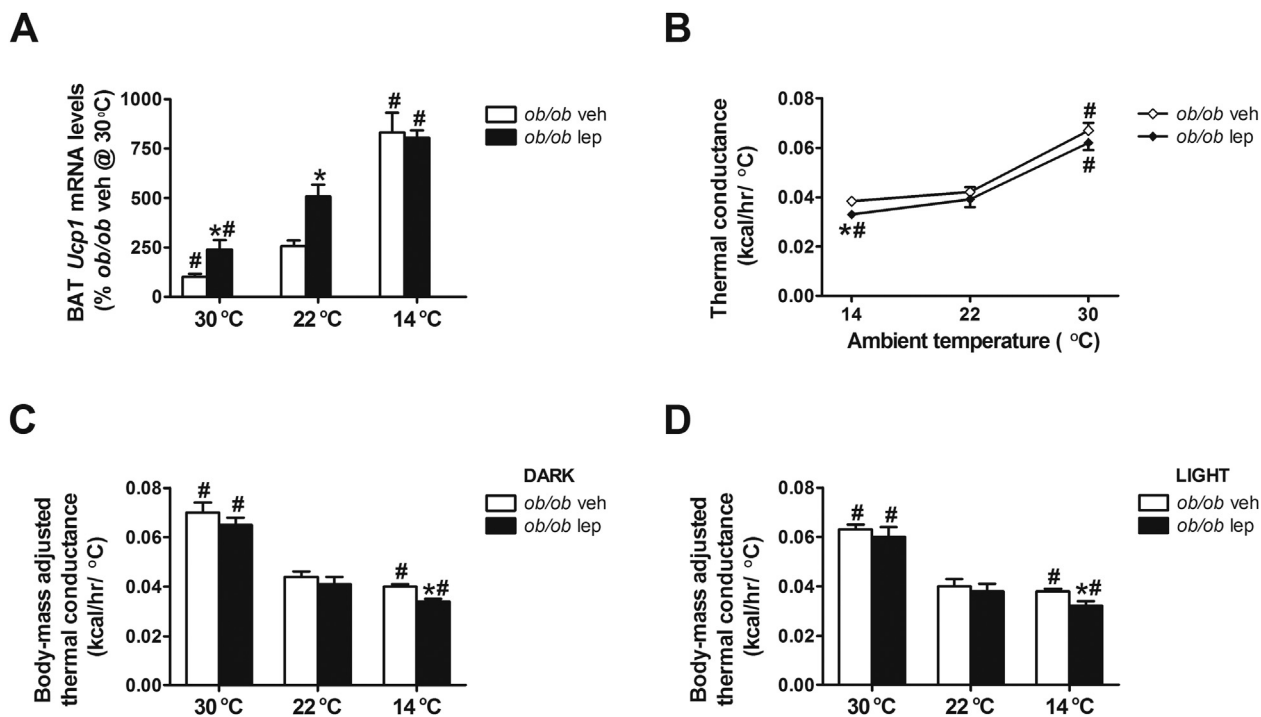 A
BAT Ucp1 mRNA levels
(% ob/ob veh @ 30°C)
1000
750
500
250
0
#
*#
*
#
#
30 °C
22 °C
14 °C
ob/ob veh
ob/ob lep
B
Thermal conductance
(kcal/hr/ °C)
0.08
0.06
0.04
0.02
0.00
*#
#
#
14
22
30
Ambient temperature ( °C)
ob/ob veh
ob/ob lep
C
Body-mass adjusted
thermal conductance
(kcal/hr/ °C)
0.08
0.06
0.04
0.02
0.00
#
#
#
*#
30 °C
22 °C
14 °C
DARK
ob/ob veh
ob/ob lep
D
Body-mass adjusted
thermal conductance
(kcal/hr/ °C)
0.08
0.06
0.04
0.02
0.00
#
#
#
*#
30 °C
22 °C
14 °C
LIGHT
ob/ob veh
ob/ob lep